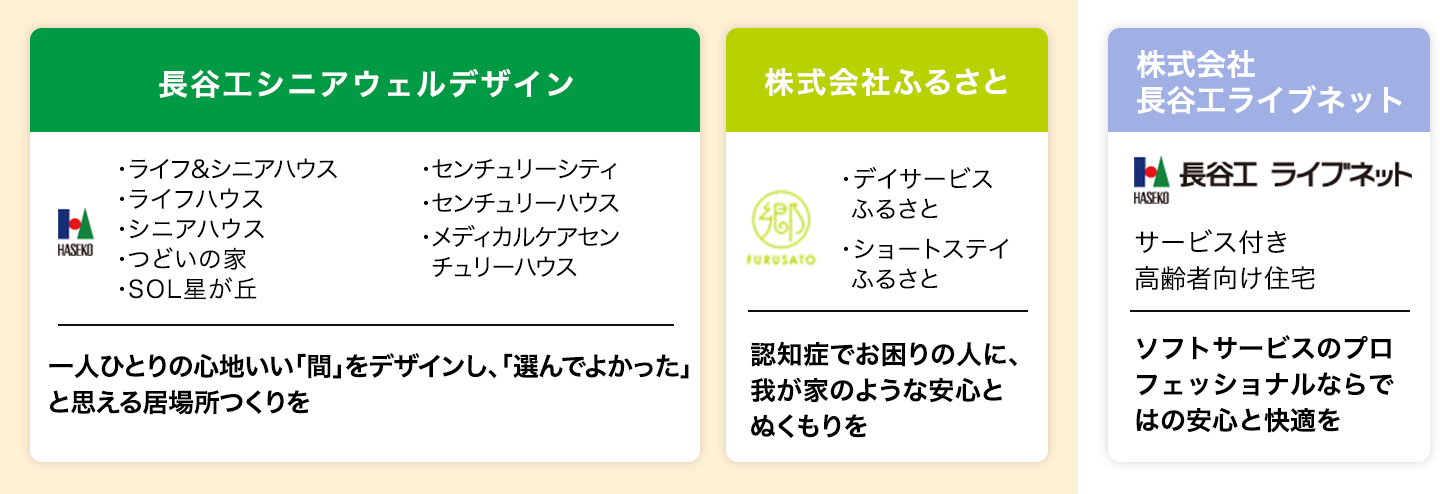 長谷工シニアウェルデザイン
HASEKO
・ライフ&シニアハウス
・ライフハウス
・シニアハウス
・つどいの家
・SOL星が丘
・センチュリーシティ
・センチュリーハウス
・メディカルケアセン
チュリーハウス
一人ひとりの心地いい「間」をデザインし、「選んでよかった」
と思える居場所つくりを
株式会社ふるさと
郷
FURUSATO
・デイサービス
ふるさと
・ショートステイ
ふるさと
認知症でお困りの人に、
我が家のような安心と
ぬくもりを
株式会社
長谷工ライブネット
HASEKO
長谷工 ライブネット
サービス付き
高齢者向け住宅
ソフトサービスのプロ
フェッショナルならで
はの安心と快適を